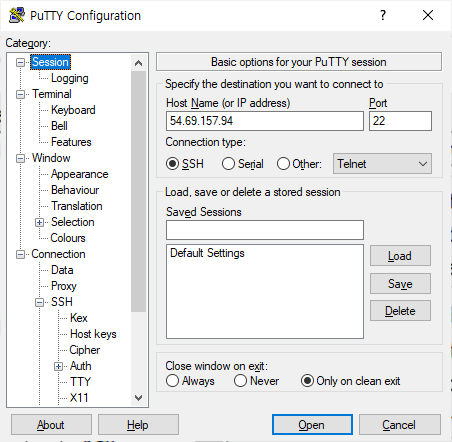 PuTTY Configuration
Category:
Session
Logging
Terminal
Keyboard
Bell
Features
Window
Appearance
Behaviour
Translation
Selection
Colours
Connection
Data
Proxy
SSH
Kex
Host keys
Cipher
Auth
TTY
X11
Basic options for your PuTTY session
Specify the destination you want to connect to
Host Name (or IP address) Port
54.69.157.94 22
Connection type:
SSH Serial Other: Telnet
Load, save or delete a stored session
Saved Sessions
Default Settings
Load
Save
Delete
Close window on exit:
Always Never Only on clean exit
About Help Open Cancel